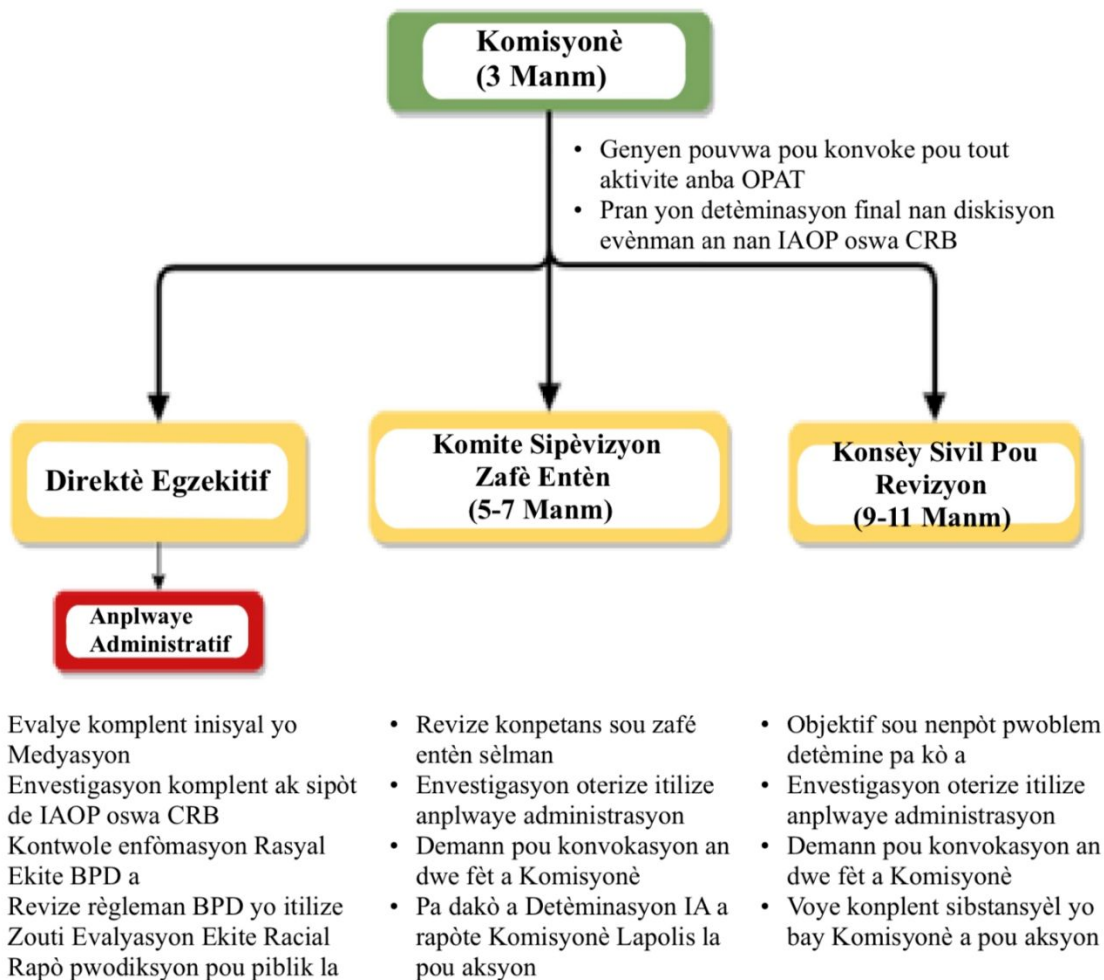 Komisyonè
(3 Manm)
• Genyen pouvwa pou konvoke pou tout
aktivite anba OPAT
• Pran yon detèminasyon final nan diskisyon
evènman an nan IAOP oswa CRB
Direktè Egzekitif
Komite Sipèvizyon
Zafè Entèn
(5-7 Manm)
Konsèy Sivil Pou
Revizyon
(9-11 Manm)
Anplwaye
Administratif
Evalye komplent inisyal yo
Medyasyon
Envestigasyon komplent ak sipòt
de IAOP oswa CRB
Kontwole enfòmasyon Rasyal
Ekite BPD a
Revize règleman BPD yo itilize
Zouti Evalyasyon Ekite Racial
Rapò pwodiksyon pou piblik la
• Revize konpetans sou zafé
entèn sèlman
• Envestigasyon oterize itilize
anplwaye administrasyon
• Demann pou konvokasyon an
dwe fèt a Komisyonè
• Pa dakò a Detèminasyon IA a
rapòte Komisyonè Lapolis la
pou aksyon
• Objektif sou nenpòt pwoblem
detèmine pa kò a
• Envestigasyon oterize itilize
anplwaye administrasyon
• Demann pou konvokasyon an
dwe fèt a Komisyonè
• Voye konplent sibstansyèl yo
bay Komisyonè a pou aksyon